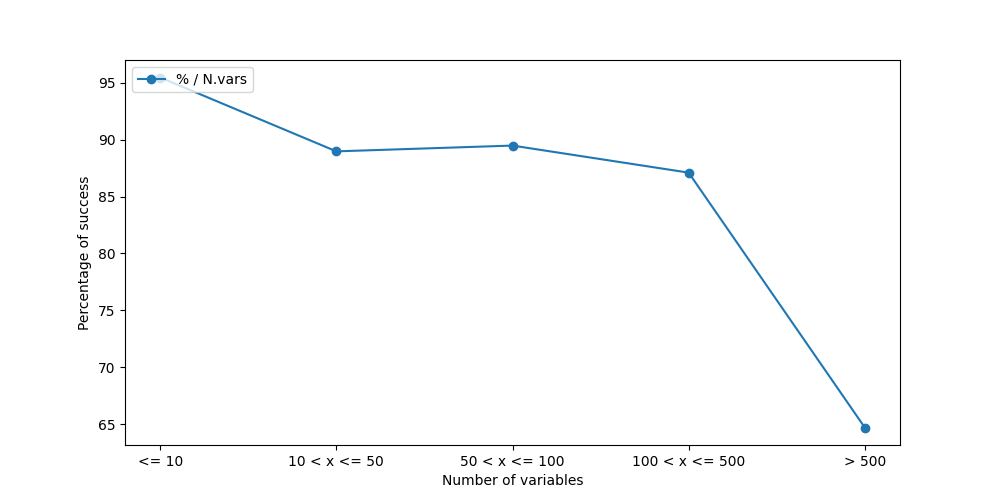 % / N.vars
95
90
85
80
75
70
65
Percentage of success
<= 10
10 < x <= 50
50 < x <= 100
100 < x <= 500
> 500
Number of variables